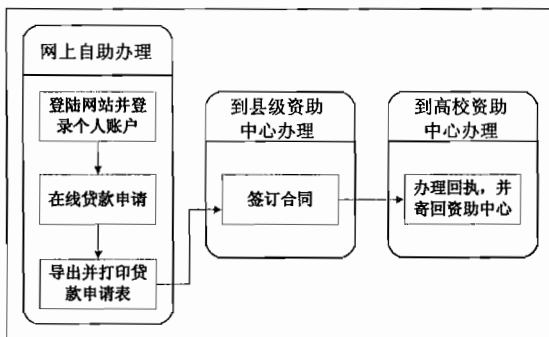 网上自助办理
登陆网站并登
录个人账户
在线贷款申请
导出并打印贷
款申请表
到县级资助
中心办理
签订合同
到高校资助
中心办理
办理回执，并
寄回资助中心